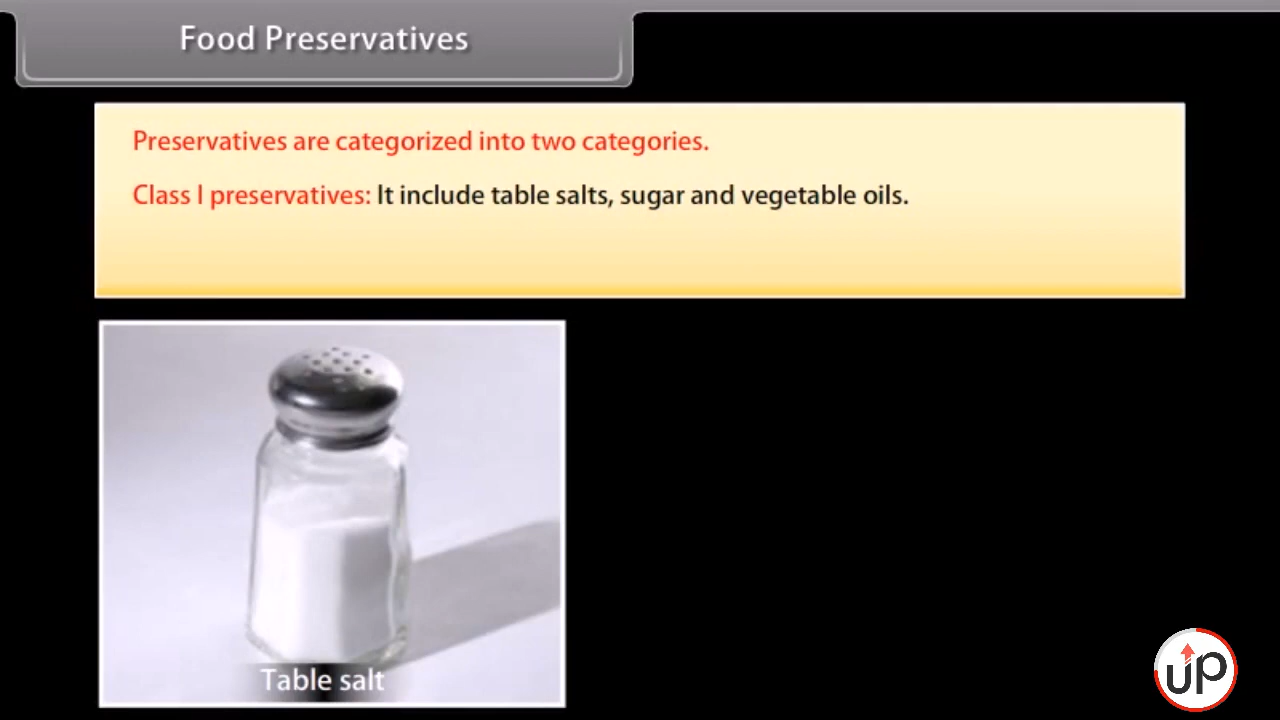 Food Preservatives
Preservatives are categorized into two categories.
Class I preservatives: It include table salts, sugar and vegetable oils.
Table salt
up